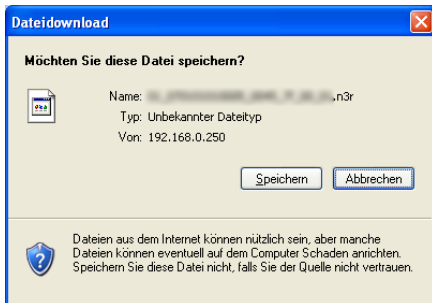 Dateidownload
Möchten Sie diese Datei speichern?
Name: .n3r
Typ: Unbekannter Dateityp
Von: 192.168.0.250
Speichern Abbrechen
Dateien aus dem Internet können nützlich sein, aber manche
Dateien können eventuell auf dem Computer Schaden anrichten.
Speichern Sie diese Datei nicht, falls Sie der Quelle nicht vertrauen.